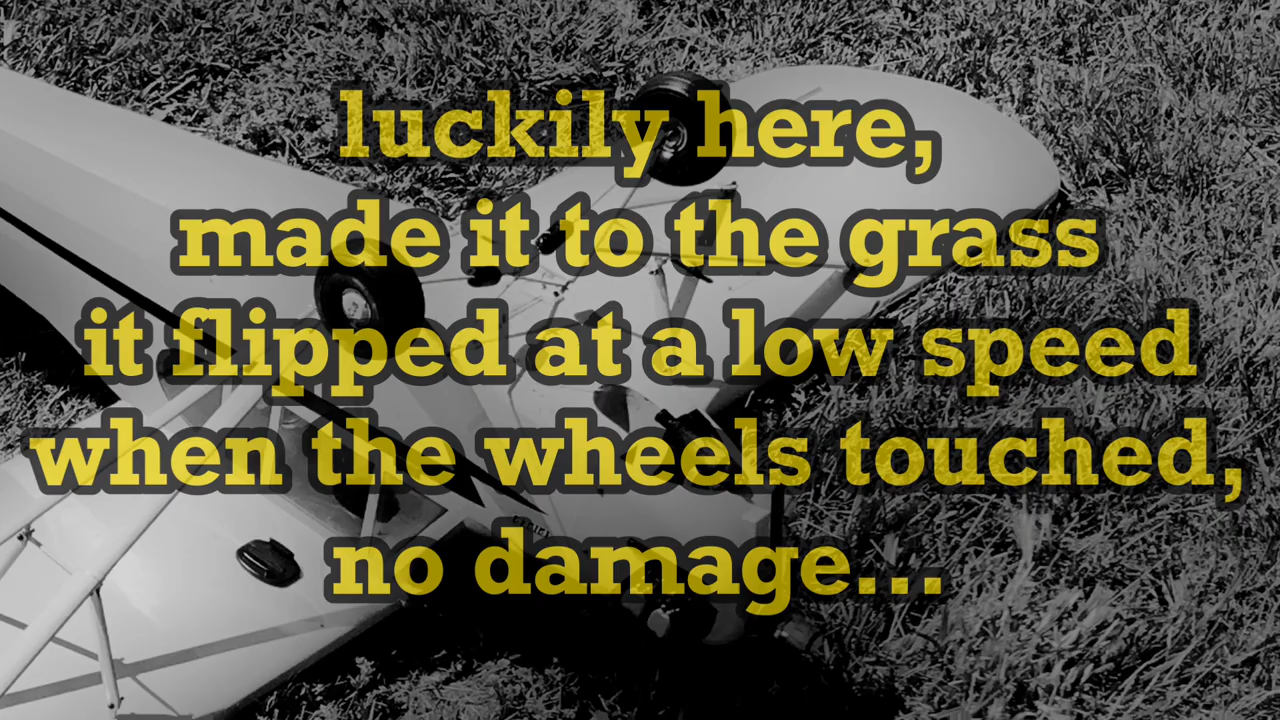 luckily here,
made it to the grass
it flipped at a low speed
when the wheels touched,
no damage...